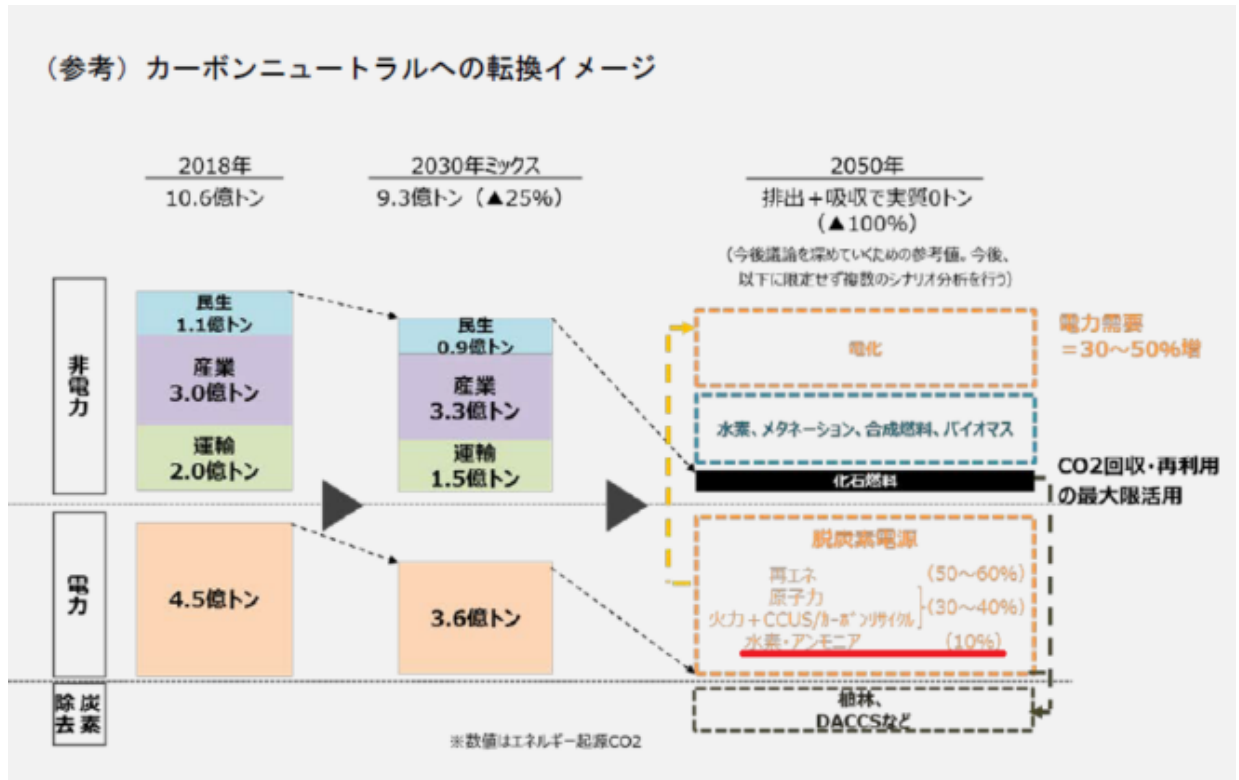 （参考）カーボンニュートラルへの転換イメージ
2018年
10.6億トン
2030年ミックス
9.3億トン（▲25%）
2050年
排出＋吸収で実質0トン
（▲100%）
（今後議論を深めていくための参考値。今後、
以下に限定せず複数のシナリオ分析を行う）
非電力
民生
1.1億トン
産業
3.0億トン
運輸
2.0億トン
民生
0.9億トン
産業
3.3億トン
運輸
1.5億トン
電化
電力需要
＝30～50%増
水素、メタネーション、合成燃料、バイオマス
化石燃料
CO2回収・再利用
の最大限活用
電力
4.5億トン
3.6億トン
脱炭素電源
再エネ （50～60%）
原子力
火力＋CCUS/カーボンリサイクル （30～40%）
水素・アンモニア （10%）
炭素除去
植林、
DACCSなど
※数値はエネルギー起源CO2